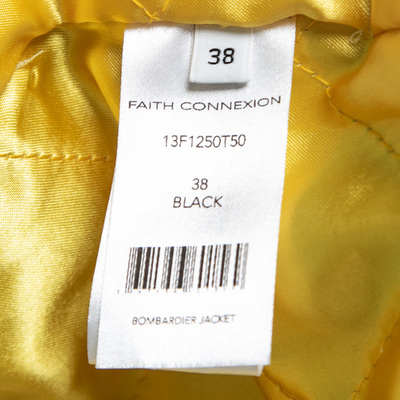 38
FAITH CONNEXION
13F1250T50
38
BLACK
BOMBARDIER JACKET